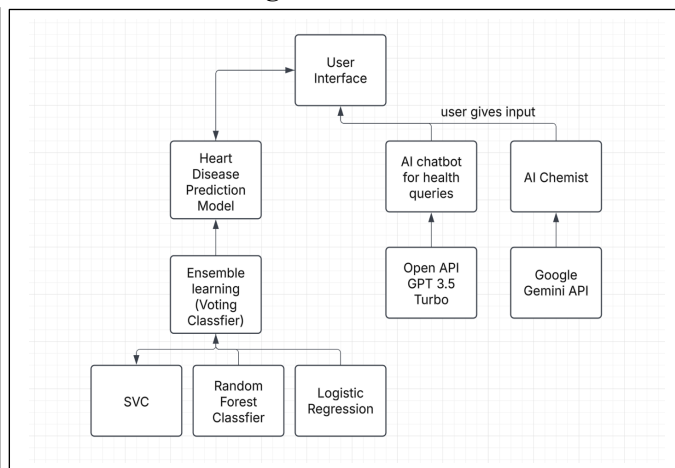 User
Interface
user gives input
Heart
Disease
Prediction
Model
AI chatbot
for health
queries
AI Chemist
Ensemble
learning
(Voting
Classfier)
Open API
GPT 3.5
Turbo
Google
Gemini API
SVC
Random
Forest
Classfier
Logistic
Regression